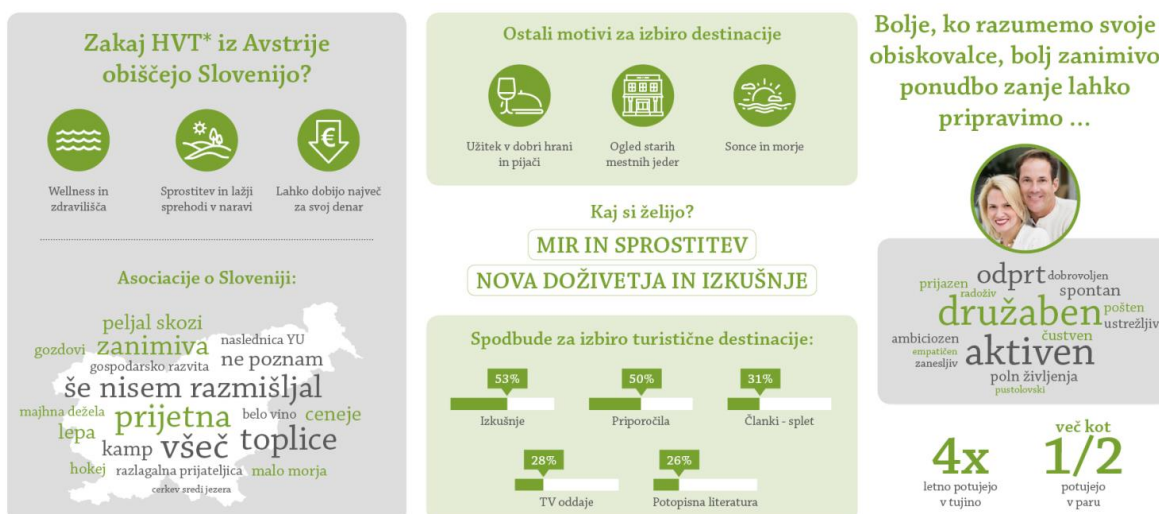 Zakaj HVT* iz Avstrije
obiščejo Slovenijo?
Wellness in
zdravilišča
Sprostitev in lažji
sprehodi v naravi
€
Lahko dobijo največ
za svoj denar
Asociacije o Sloveniji:
peljal skozi
naslednica YU
gozdovi
zanimiva
ne poznam
gospodarsko razvita
še nisem razmišljal
majhna dežela
prijetna
belo vino
ceneje
lepa
kamp
všeč
toplice
hokej
razlagalna prijateljica
malo morja
cerkev sredi jezera
Ostali motivi za izbiro destinacije
Užitek v dobri hrani
in pijači
Ogled starih
mestnih jeder
Sonce in morje
Kaj si želijo?
MIR IN SPROSTITEV
NOVA DOŽIVETJA IN IZKUŠNJE
Spodbude za izbiro turistične destinacije:
53%
Izkušnje
50%
Priporočila
31%
Članki - splet
28%
TV oddaje
26%
Potopisna literatura
Bolje, ko razumemo svoje
obiskovalce, bolj zanimivo
ponudbo zanje lahko
pripravimo ...
odprt
dobrovoljen
prijazen
radoživ
spontan
družaben
pošten
ustrežljiv
ambiciozen
čustven
empatičen
aktiven
zanesljiv
poln življenja
pustolovski
4x
letno potujejo
v tujino
več kot
1/2
potujejo
v paru